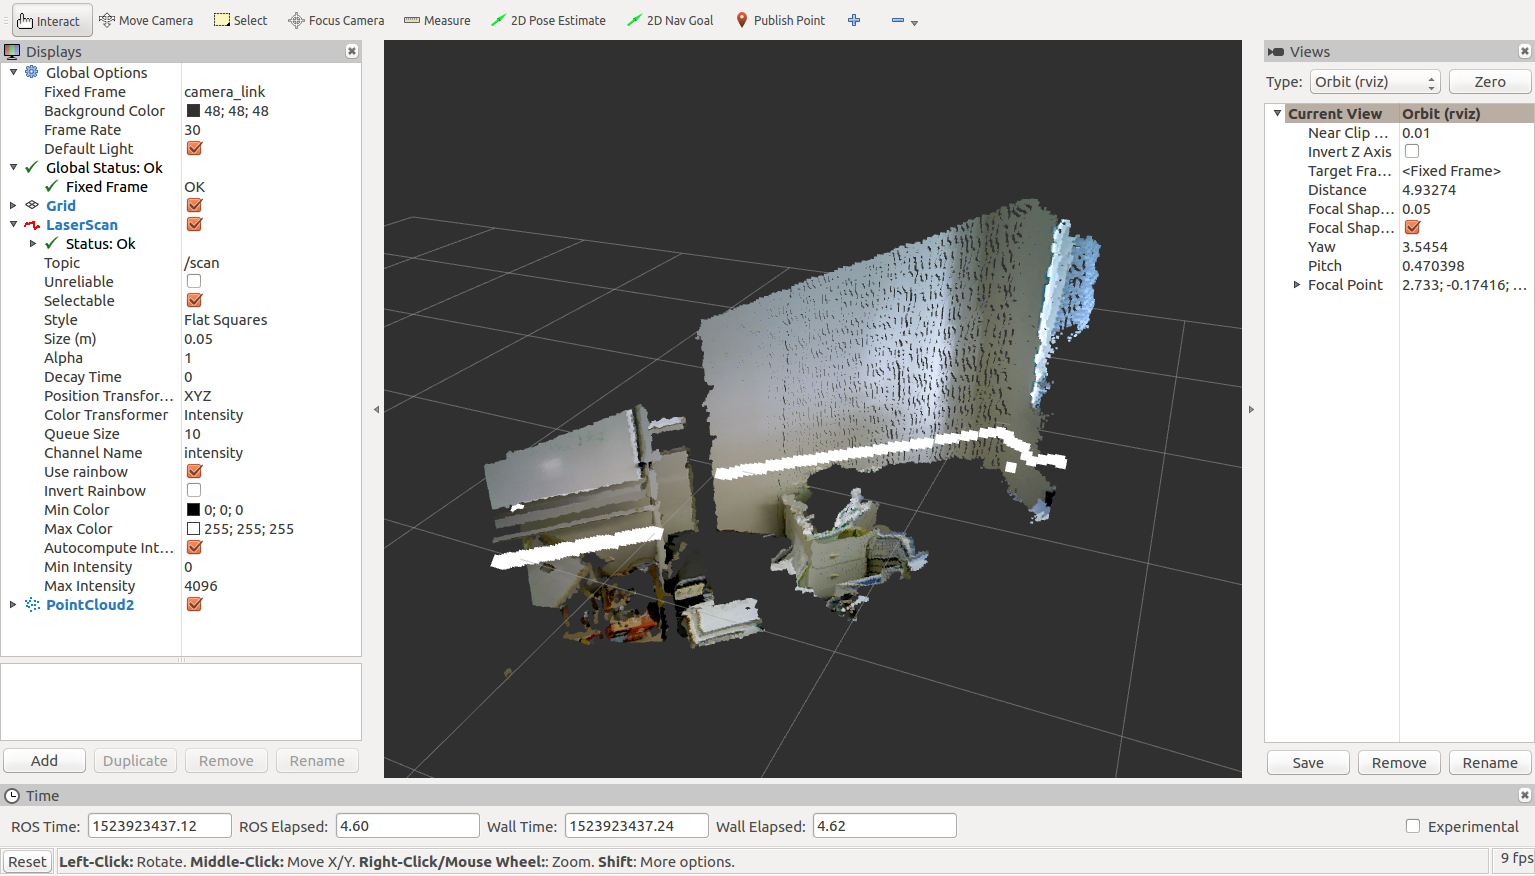 Interact Move Camera Select Focus Camera Measure 2D Pose Estimate 2D Nav Goal Publish Point
Displays
Global Options
Fixed Frame camera_link
Background Color 48; 48; 48
Frame Rate 30
Default Light
Global Status: Ok
Fixed Frame OK
Grid
LaserScan
Status: Ok
Topic /scan
Unreliable
Selectable
Style Flat Squares
Size (m) 0.05
Alpha 1
Decay Time 0
Position Transfor... XYZ
Color Transformer Intensity
Queue Size 10
Channel Name intensity
Use rainbow
Invert Rainbow
Min Color 0; 0; 0
Max Color 255; 255; 255
Autocompute Int...
Min Intensity 0
Max Intensity 4096
PointCloud2
Add Duplicate Remove Rename
Views
Type: Orbit (rviz) Zero
Current View Orbit (rviz)
Near Clip ... 0.01
Invert Z Axis
Target Fra... <Fixed Frame>
Distance 4.93274
Focal Shap... 0.05
Focal Shap...
Yaw 3.5454
Pitch 0.470398
Focal Point 2.733; -0.17416; ...
Save Remove Rename
Time
ROS Time: 1523923437.12 ROS Elapsed: 4.60 Wall Time: 1523923437.24 Wall Elapsed: 4.62 Experimental
Reset Left-Click: Rotate. Middle-Click: Move X/Y. Right-Click/Mouse Wheel:: Zoom. Shift: More options. 9 fps